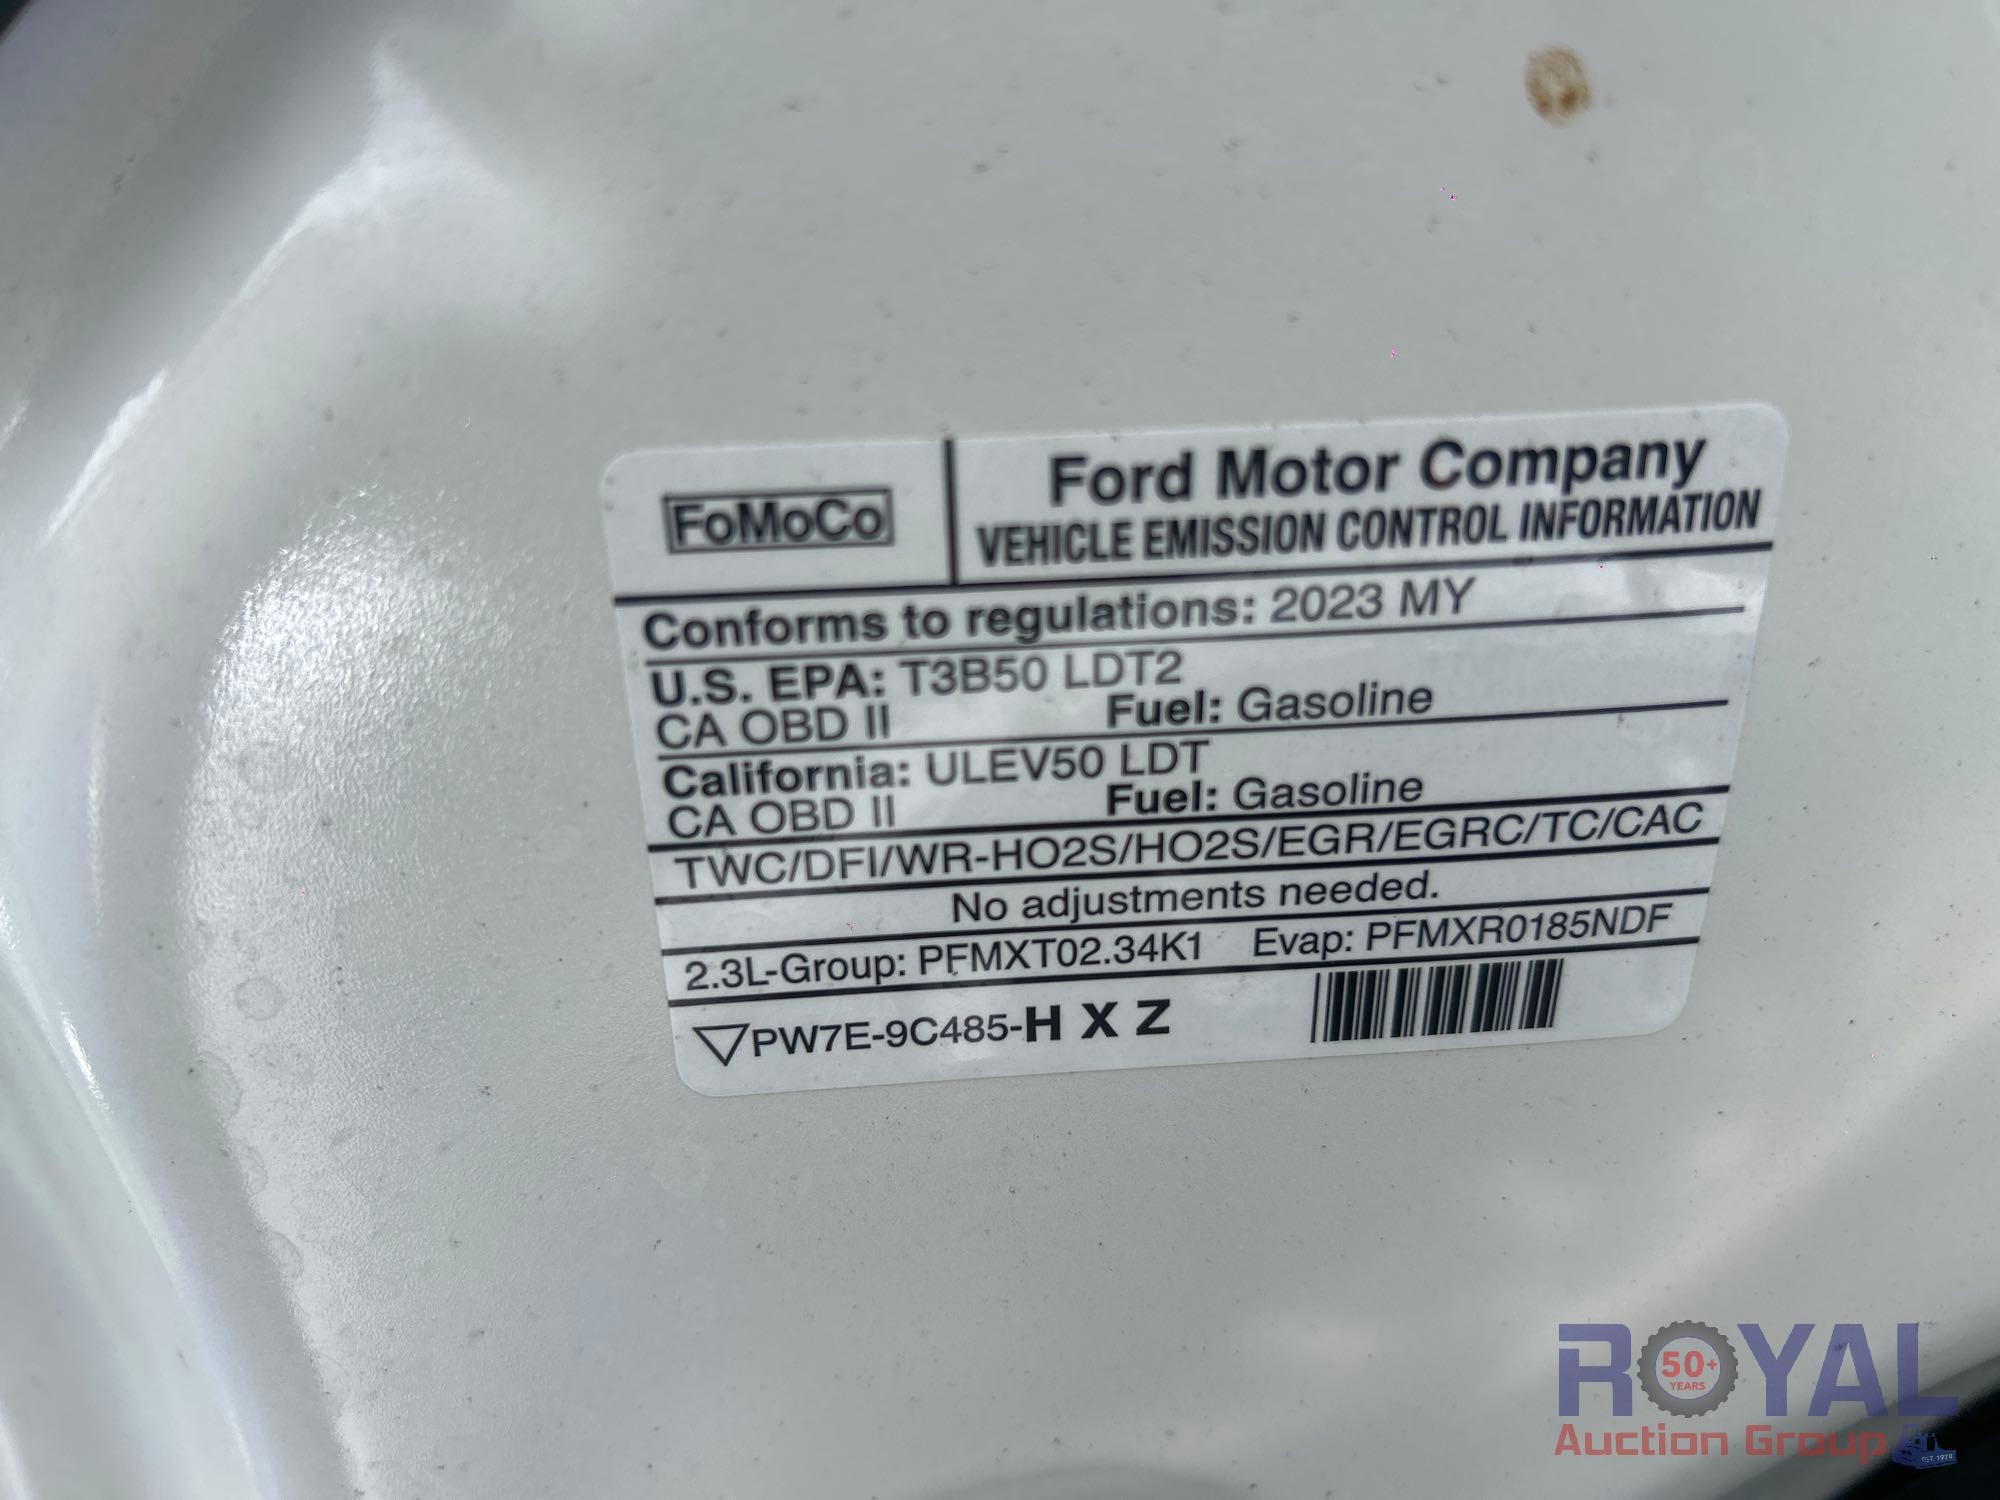 FoMoCo
Ford Motor Company
VEHICLE EMISSION CONTROL INFORMATION
Conforms to regulations: 2023 MY
U.S. EPA: T3B50 LDT2
CA OBD II Fuel: Gasoline
California: ULEV50 LDT
CA OBD II Fuel: Gasoline
TWC/DFI/WR-HO2S/HO2S/EGR/EGRC/TC/CAC
No adjustments needed.
2.3L-Group: PFMXT02.34K1 Evap: PFMXR0185NDF
PW7E-9C485-H X Z
ROYAL
50+
YEARS
Auction Group
EST. 1970